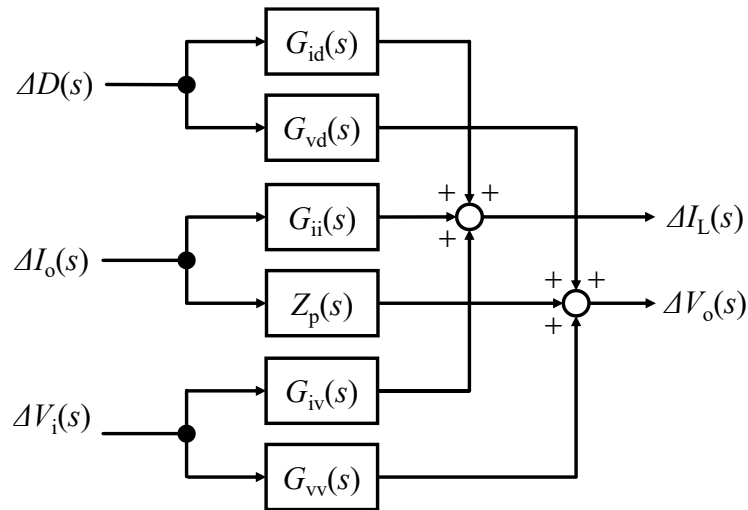 G_id(s)
ΔD(s)
G_vd(s)
+ +
G_ii(s)
ΔI_L(s)
+
ΔI_o(s)
+ +
Z_p(s)
ΔV_o(s)
+
G_iv(s)
ΔV_i(s)
G_vv(s)